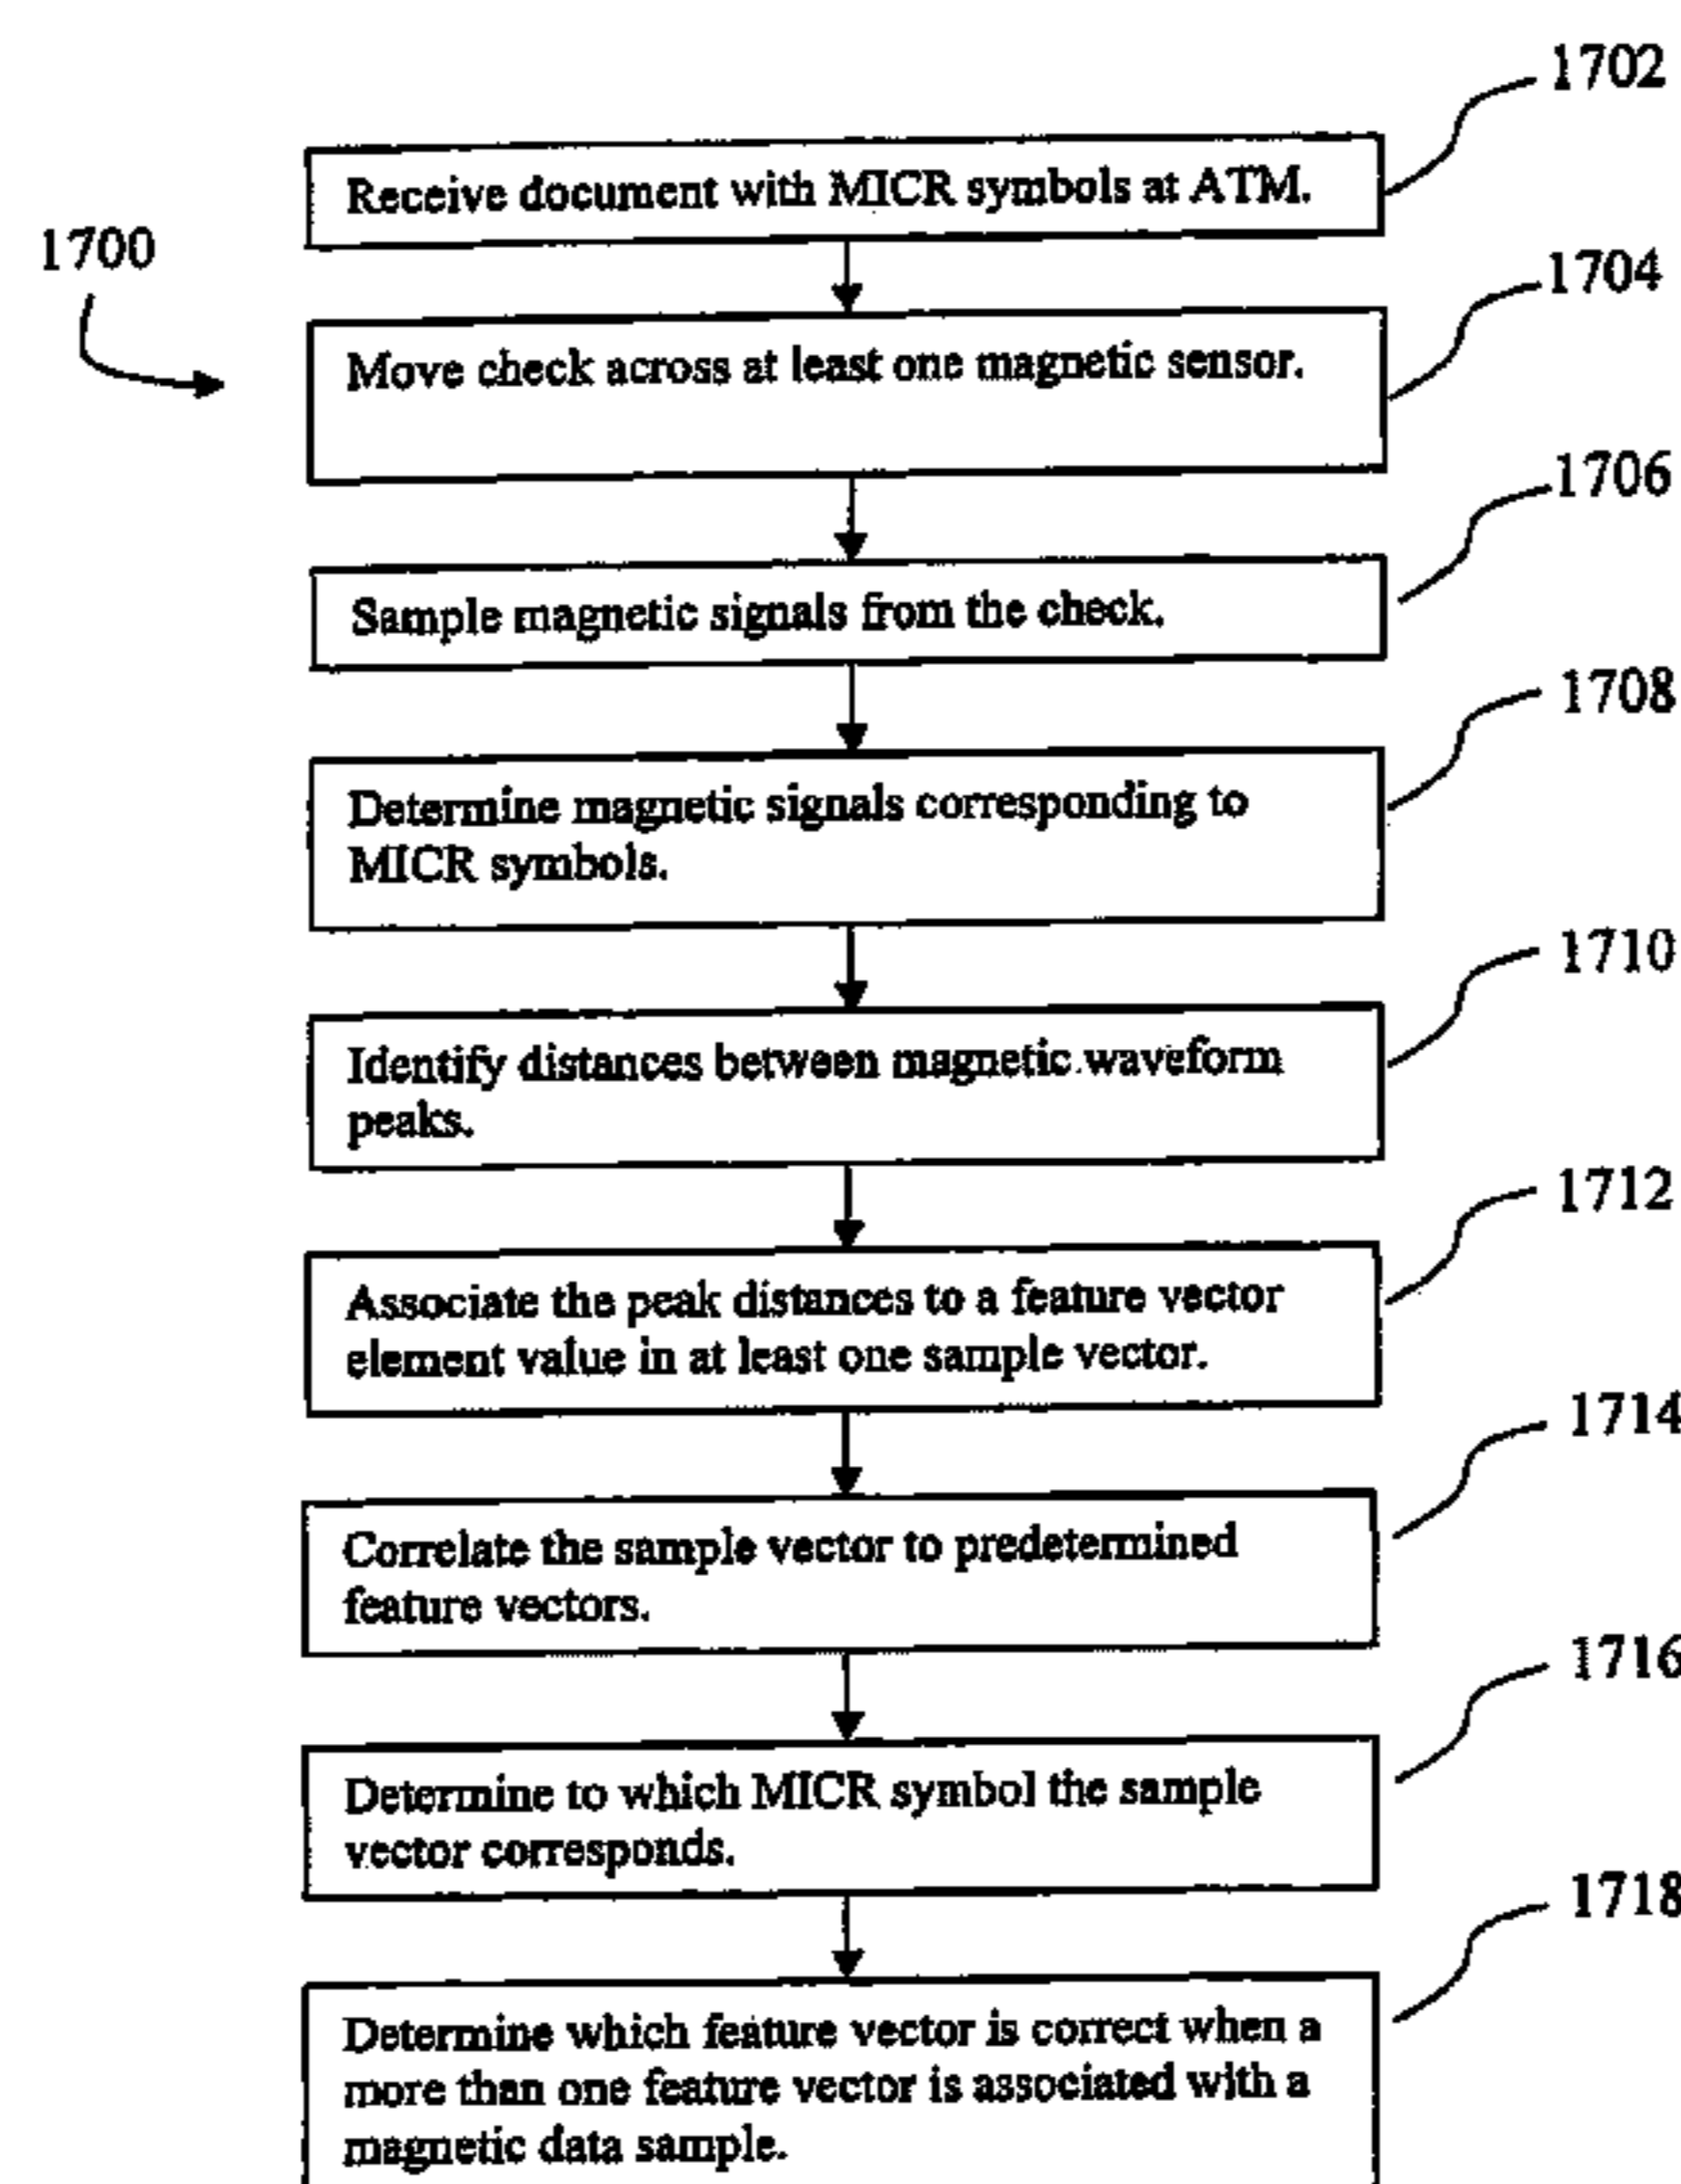 1702
Receive document with MICR symbols at ATM.
1700
1704
Move check across at least one magnetic sensor.
1706
Sample magnetic signals from the check.
1708
Determine magnetic signals corresponding to
MICR symbols.
1710
Identify distances between magnetic waveform
peaks.
1712
Associate the peak distances to a feature vector
element value in at least one sample vector.
1714
Correlate the sample vector to predetermined
feature vectors.
1716
Determine to which MICR symbol the sample
vector corresponds.
1718
Determine which feature vector is correct when a
more than one feature vector is associated with a
magnetic data sample.